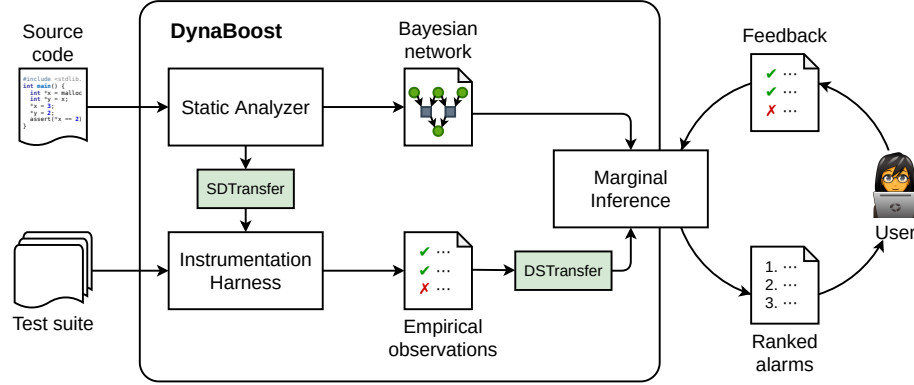 Source
code
#include <stdlib.
int main() {
int *x = malloc
int *y = x;
*x = 3;
*y = 2;
assert(*x == 2)
}
Test suite
DynaBoost
Static Analyzer
SDTransfer
Instrumentation
Harness
Bayesian
network
✔ ...
✔ ...
✗ ...
Empirical
observations
DSTransfer
Marginal
Inference
Feedback
✔ ...
✔ ...
✗ ...
User
1. ...
2. ...
3. ...
Ranked
alarms